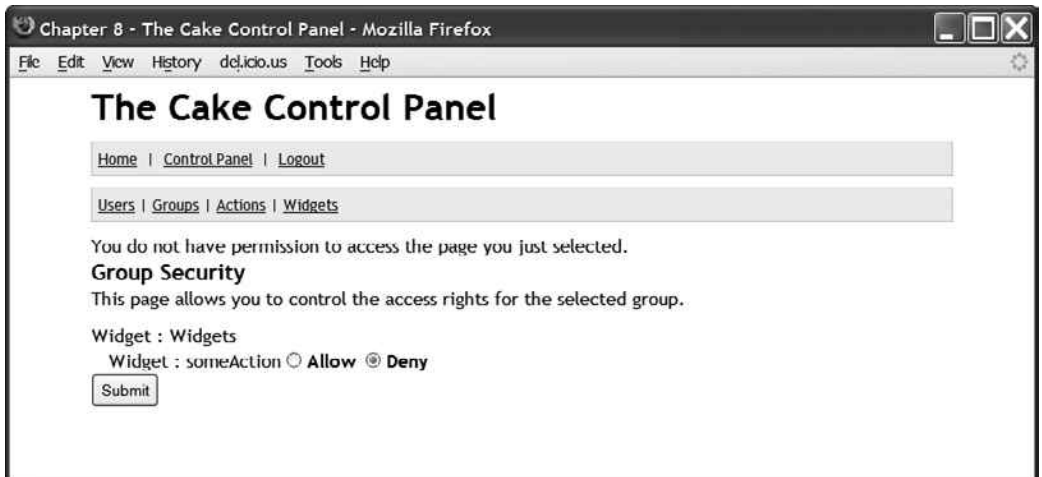 Chapter 8 - The Cake Control Panel - Mozilla Firefox
File Edit View History del.icio.us Tools Help
The Cake Control Panel
Home | Control Panel | Logout
Users | Groups | Actions | Widgets
You do not have permission to access the page you just selected.
Group Security
This page allows you to control the access rights for the selected group.
Widget : Widgets
Widget : someAction Allow Deny
Submit